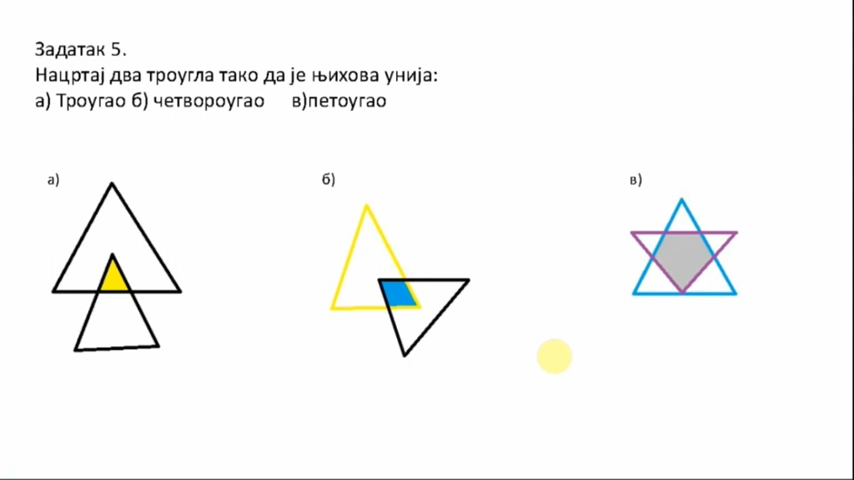 Задатак 5.
Нацртај два троугла тако да је њихова унија:
а) Троугао б) четвороугао в)петоугао
а) б) в)